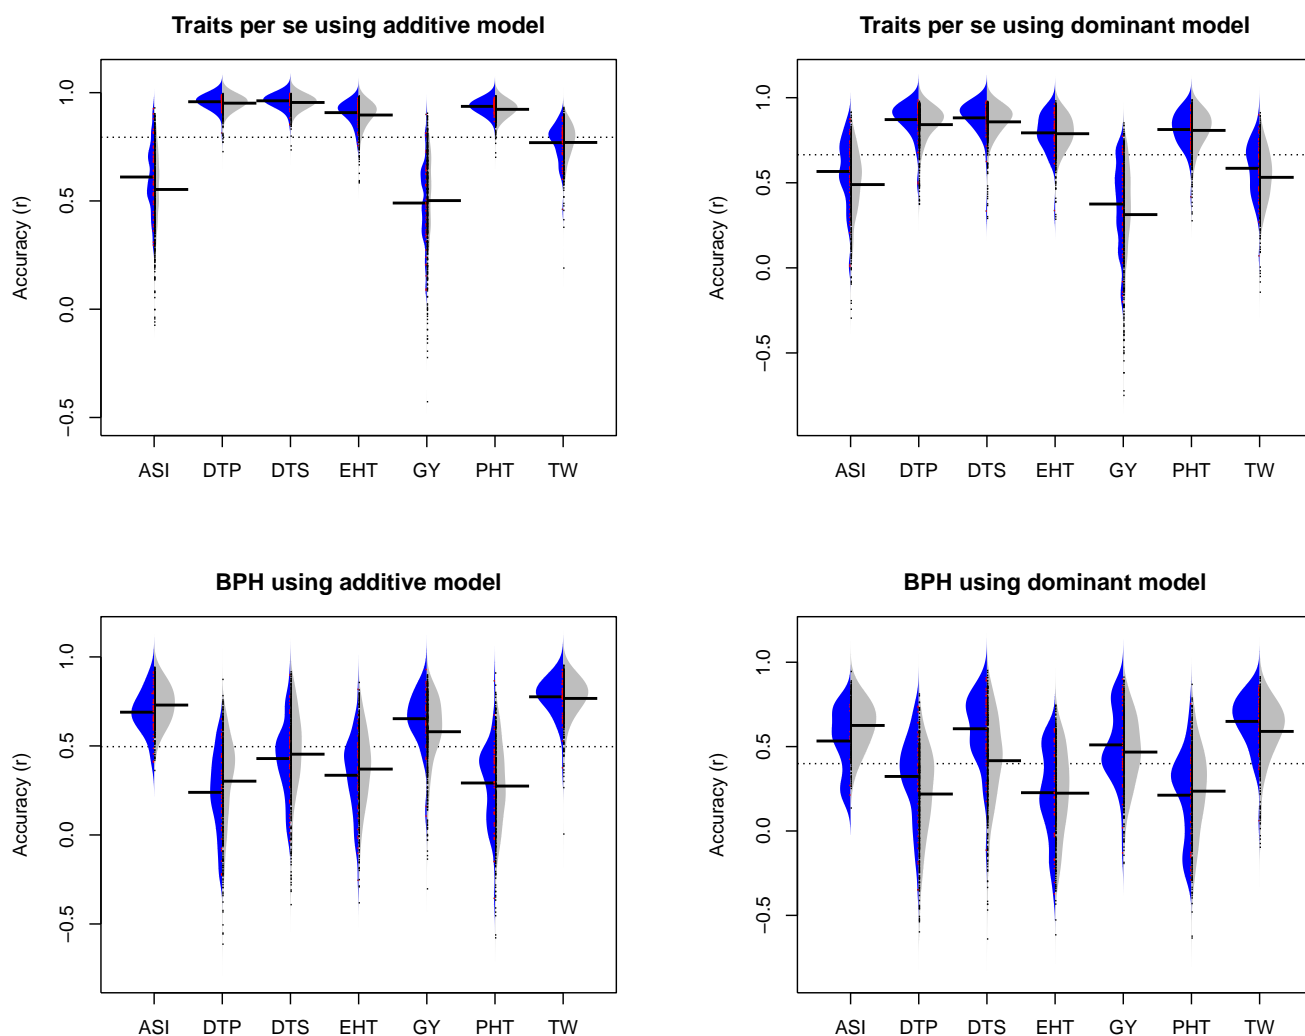 Traits per se using additive model
Accuracy (r)
1.0
0.5
0.0
−0.5
ASI DTP DTS EHT GY PHT TW
Traits per se using dominant model
Accuracy (r)
1.0
0.5
0.0
−0.5
ASI DTP DTS EHT GY PHT TW
BPH using additive model
Accuracy (r)
1.0
0.5
0.0
−0.5
ASI DTP DTS EHT GY PHT TW
BPH using dominant model
Accuracy (r)
1.0
0.5
0.0
−0.5
ASI DTP DTS EHT GY PHT TW